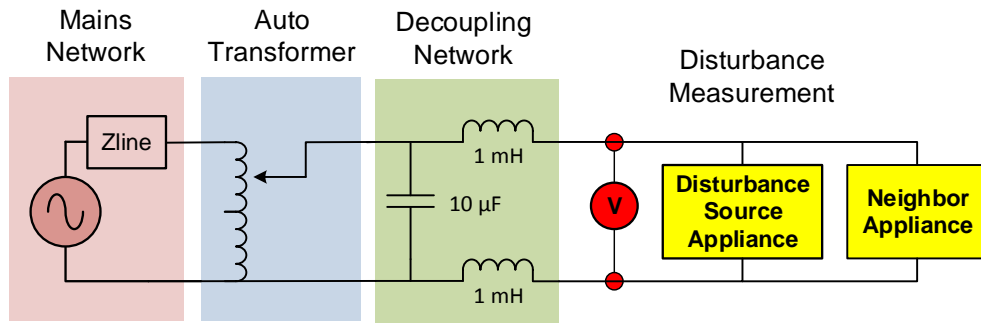 Mains
Network
Auto
Transformer
Decoupling
Network
Disturbance
Measurement
Zline
1 mH
10 µF
V
Disturbance
Source
Appliance
Neighbor
Appliance
1 mH